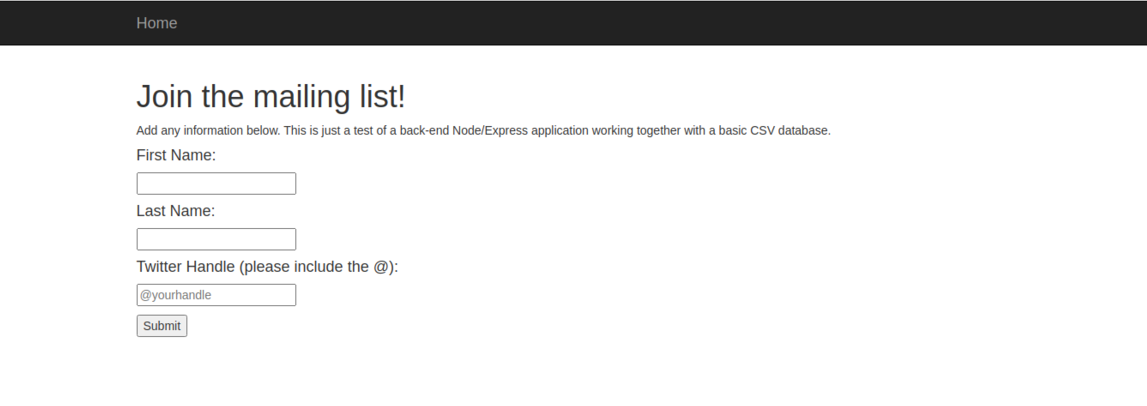 Home
Join the mailing list!
Add any information below. This is just a test of a back-end Node/Express application working together with a basic CSV database.
First Name:
Last Name:
Twitter Handle (please include the @):
@yourhandle
Submit